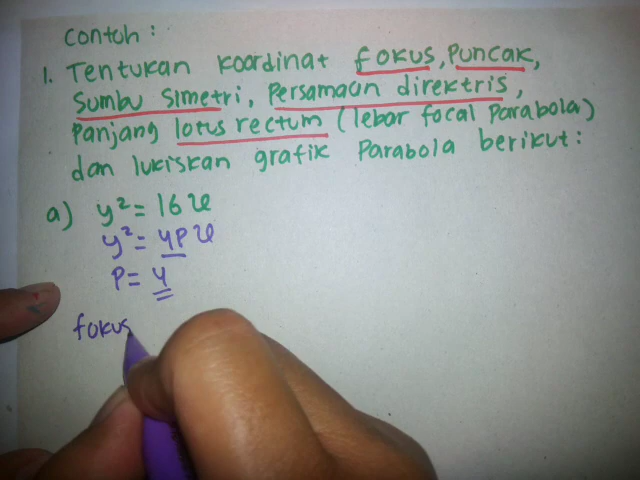 Contoh :
1. Tentukan koordinat fokus, Puncak,
Sumbu Simetri, Persamaan direktris,
Panjang lotus rectum (lebar focal Parabola)
dan lukiskan grafik Parabola berikut :
a) y² = 16x
y² = 4Px
P = 4
fokus